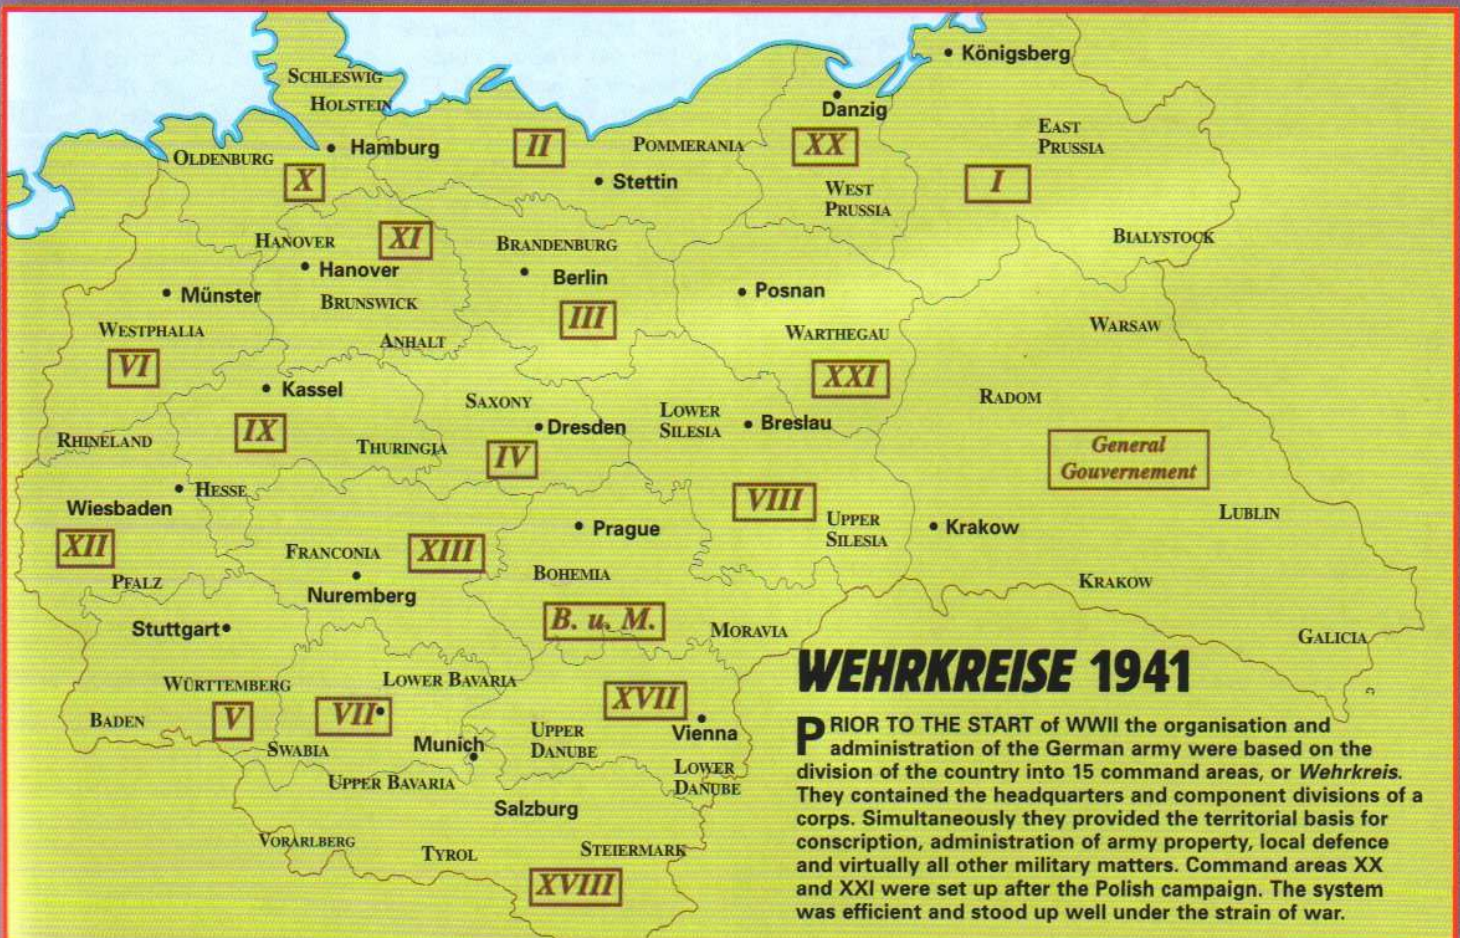 Königsberg
SCHLESWIG
HOLSTEIN
Danzig
EAST
PRUSSIA
OLDENBURG
Hamburg
II
POMMERANIA
XX
X
Stettin
I
WEST
PRUSSIA
HANOVER
XI
BRANDENBURG
BIALYSTOCK
Hanover
Berlin
Münster
BRUNSWICK
Posnan
III
WESTPHALIA
ANHALT
WARTHEGAU
WARSAW
VI
XXI
Kassel
SAXONY
LOWER
SILESIA
RADOM
Breslau
Dresden
RHINELAND
IX
THURINGIA
IV
General
Gouvernement
HESSE
Wiesbaden
VIII
UPPER
SILESIA
LUBLIN
XII
Prague
Krakow
FRANCONIA
XIII
PFALZ
BOHEMIA
KRAKOW
Nuremberg
Stuttgart
B. u. M.
MORAVIA
GALICIA
WÜRTTEMBERG
LOWER BAVARIA
BADEN
V
VII
XVII
Munich
UPPER
DANUBE
Vienna
SWABIA
UPPER BAVARIA
LOWER
DANUBE
Salzburg
VORARLBERG
TYROL
STEIERMARK
XVIII
WEHRKREISE 1941
PRIOR TO THE START of WWII the organisation and
administration of the German army were based on the
division of the country into 15 command areas, or Wehrkreis.
They contained the headquarters and component divisions of a
corps. Simultaneously they provided the territorial basis for
conscription, administration of army property, local defence
and virtually all other military matters. Command areas XX
and XXI were set up after the Polish campaign. The system
was efficient and stood up well under the strain of war.